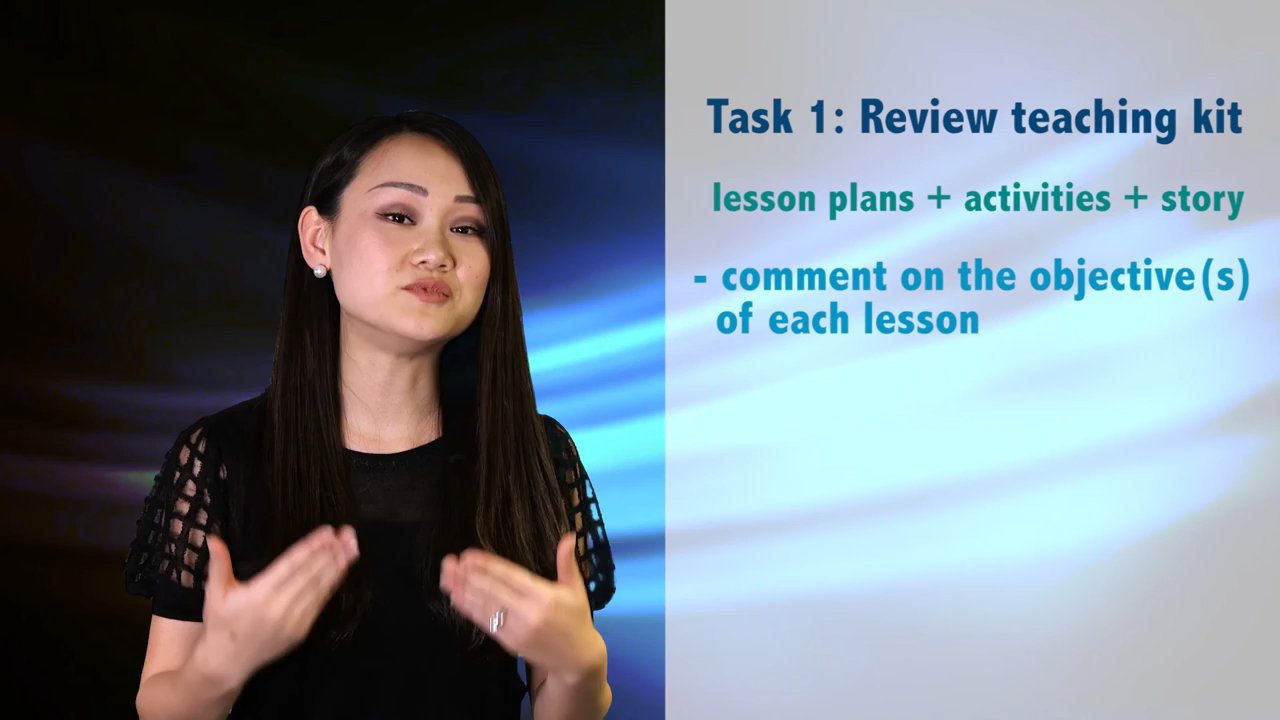 Task 1: Review teaching kit
lesson plans + activities + story
- comment on the objective(s)
of each lesson